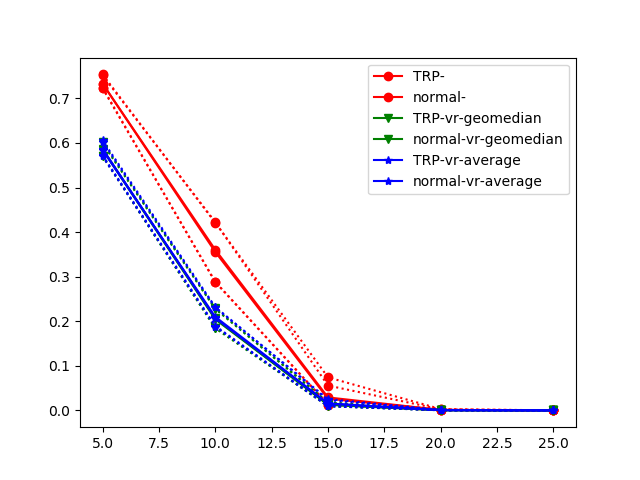 TRP-
normal-
TRP-vr-geomedian
normal-vr-geomedian
TRP-vr-average
normal-vr-average
0.7
0.6
0.5
0.4
0.3
0.2
0.1
0.0
5.0 7.5 10.0 12.5 15.0 17.5 20.0 22.5 25.0